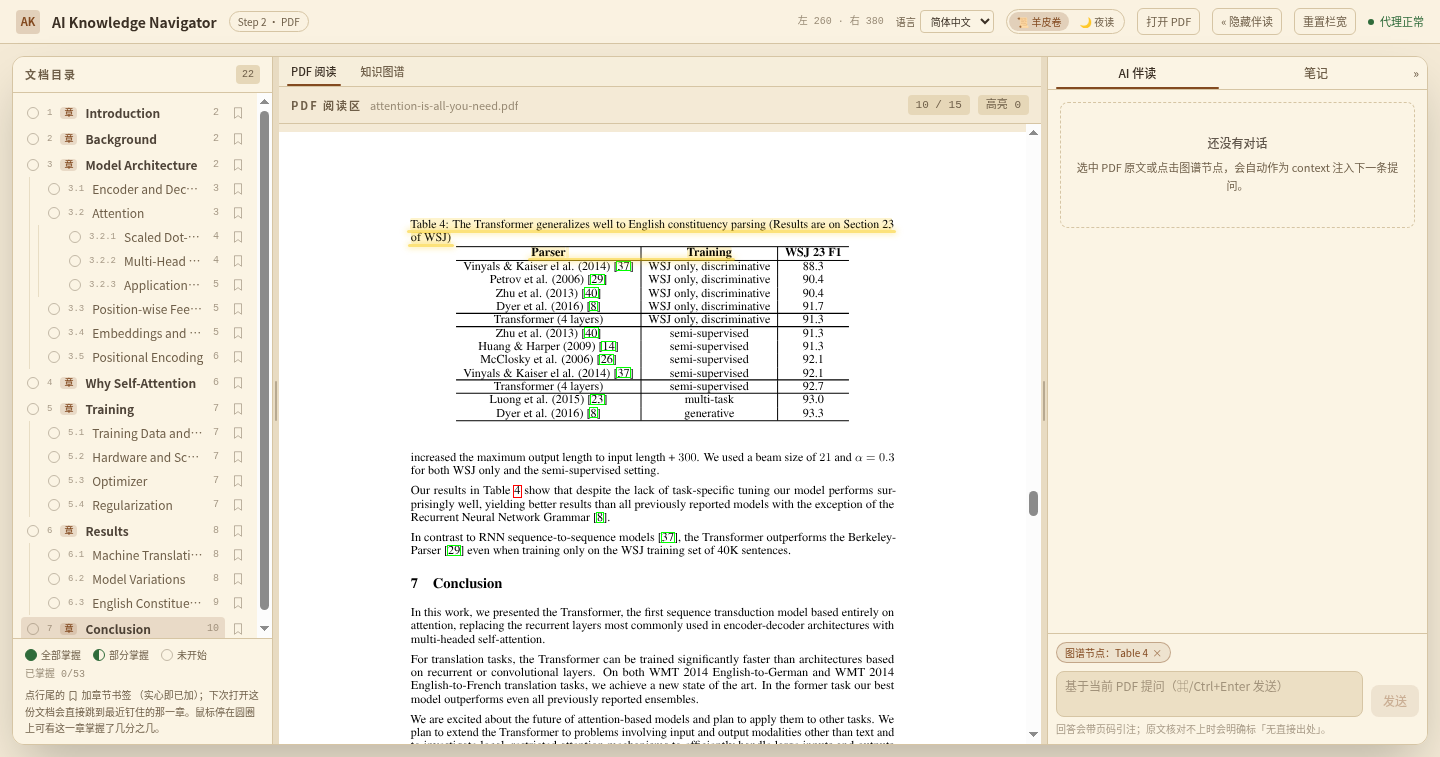 AK AI Knowledge Navigator Step 2 · PDF 左 260 · 右 380 语言 简体中文 📜 羊皮卷 🌙 夜读 打开 PDF « 隐藏伴读 重置栏宽 代理正常
文档目录 22
1 章 Introduction 2
2 章 Background 2
3 章 Model Architecture 2
3.1 Encoder and Dec··· 3
3.2 Attention 3
3.2.1 Scaled Dot-··· 4
3.2.2 Multi-Head ··· 4
3.2.3 Application··· 5
3.3 Position-wise Fee··· 5
3.4 Embeddings and ··· 5
3.5 Positional Encoding 6
4 章 Why Self-Attention 6
5 章 Training 7
5.1 Training Data and··· 7
5.2 Hardware and Sc··· 7
5.3 Optimizer 7
5.4 Regularization 7
6 章 Results 8
6.1 Machine Translati··· 8
6.2 Model Variations 8
6.3 English Constitue··· 9
7 章 Conclusion 10
全部掌握 部分掌握 未开始
已掌握 0/53
点行尾的 加章节书签 （实心即已加）；下次打开这
份文档会直接跳到最近钉住的那一章。鼠标停在圆圈
上可看这一章掌握了几分之几。
PDF 阅读 知识图谱
PDF 阅读区 attention-is-all-you-need.pdf 10 / 15 高亮 0
Table 4: The Transformer generalizes well to English constituency parsing (Results are on Section 23
of WSJ)
Parser Training WSJ 23 F1
Vinyals & Kaiser el al. (2014) [37] WSJ only, discriminative 88.3
Petrov et al. (2006) [29] WSJ only, discriminative 90.4
Zhu et al. (2013) [40] WSJ only, discriminative 90.4
Dyer et al. (2016) [8] WSJ only, discriminative 91.7
Transformer (4 layers) WSJ only, discriminative 91.3
Zhu et al. (2013) [40] semi-supervised 91.3
Huang & Harper (2009) [14] semi-supervised 91.3
McClosky et al. (2006) [26] semi-supervised 92.1
Vinyals & Kaiser el al. (2014) [37] semi-supervised 92.1
Transformer (4 layers) semi-supervised 92.7
Luong et al. (2015) [23] multi-task 93.0
Dyer et al. (2016) [8] generative 93.3
increased the maximum output length to input length + 300. We used a beam size of 21 and α = 0.3
for both WSJ only and the semi-supervised setting.
Our results in Table 4 show that despite the lack of task-specific tuning our model performs sur-
prisingly well, yielding better results than all previously reported models with the exception of the
Recurrent Neural Network Grammar [8].
In contrast to RNN sequence-to-sequence models [37], the Transformer outperforms the Berkeley-
Parser [29] even when training only on the WSJ training set of 40K sentences.
7 Conclusion
In this work, we presented the Transformer, the first sequence transduction model based entirely on
attention, replacing the recurrent layers most commonly used in encoder-decoder architectures with
multi-headed self-attention.
For translation tasks, the Transformer can be trained significantly faster than architectures based
on recurrent or convolutional layers. On both WMT 2014 English-to-German and WMT 2014
English-to-French translation tasks, we achieve a new state of the art. In the former task our best
model outperforms even all previously reported ensembles.
We are excited about the future of attention-based models and plan to apply them to other tasks. We
plan to extend the Transformer to problems involving input and output modalities other than text and
to investigate local, restricted attention mechanisms to efficiently handle large inputs and outputs
AI 伴读 笔记 »
还没有对话
选中 PDF 原文或点击图谱节点，会自动作为 context 注入下一条提
问。
图谱节点：Table 4 ×
基于当前 PDF 提问（⌘/Ctrl+Enter 发送）
发送
回答会带页码引注；原文核对不上时会明确标「无直接出处」。